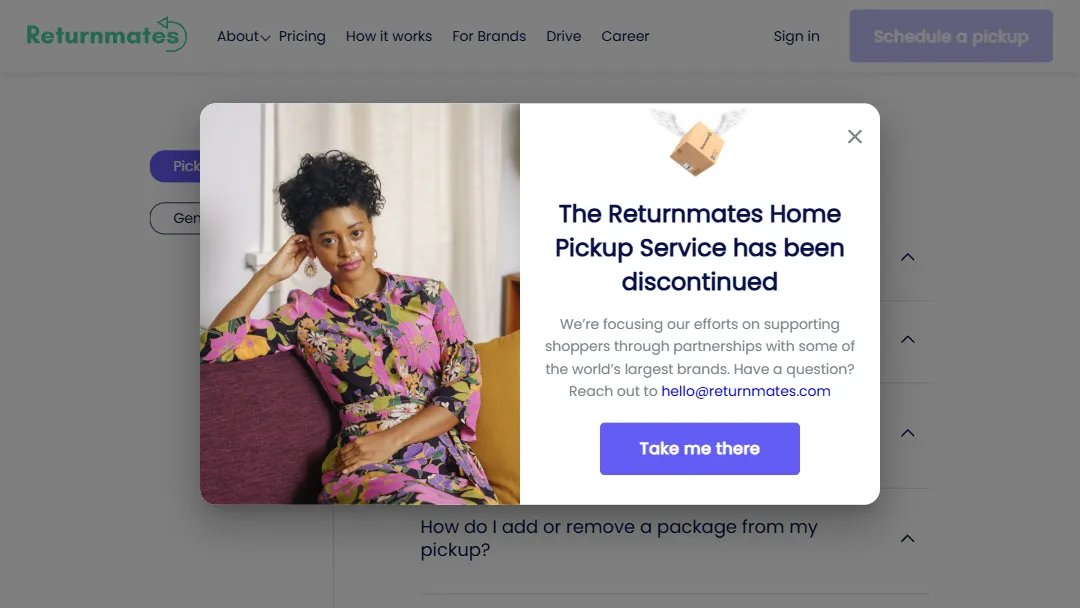 Returnmates
About
Pricing
How it works
For Brands
Drive
Career
Sign in
Schedule a pickup
The Returnmates Home
Pickup Service has been
discontinued
We’re focusing our efforts on supporting
shoppers through partnerships with some of
the world’s largest brands. Have a question?
Reach out to hello@returnmates.com
Take me there
How do I add or remove a package from my
pickup?